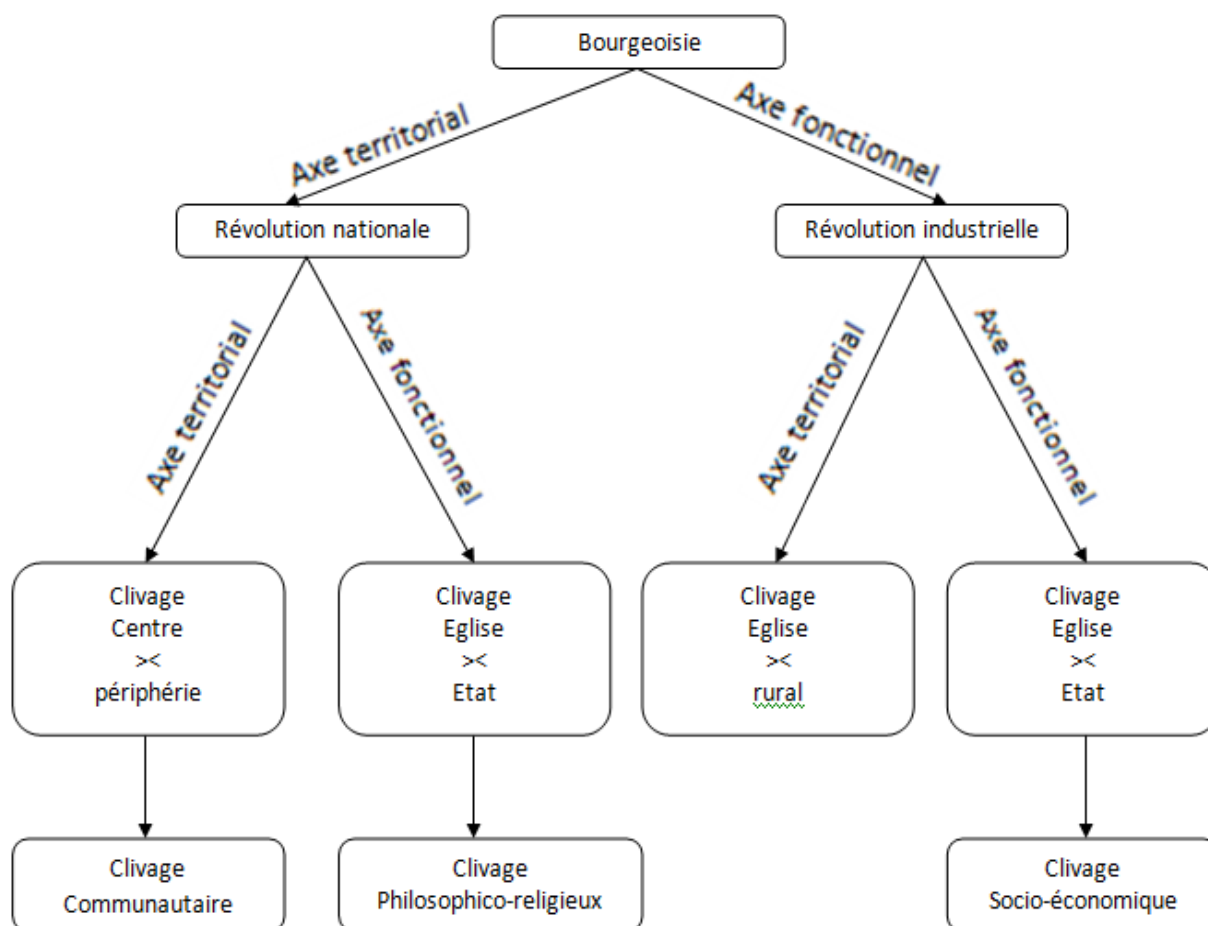 Bourgeoisie
Axe territorial
Axe fonctionnel
Révolution nationale
Révolution industrielle
Axe territorial
Axe fonctionnel
Axe territorial
Axe fonctionnel
Clivage
Centre
><
périphérie
Clivage
Eglise
><
Etat
Clivage
Eglise
><
rural
Clivage
Eglise
><
Etat
Clivage
Communautaire
Clivage
Philosophico-religieux
Clivage
Socio-économique